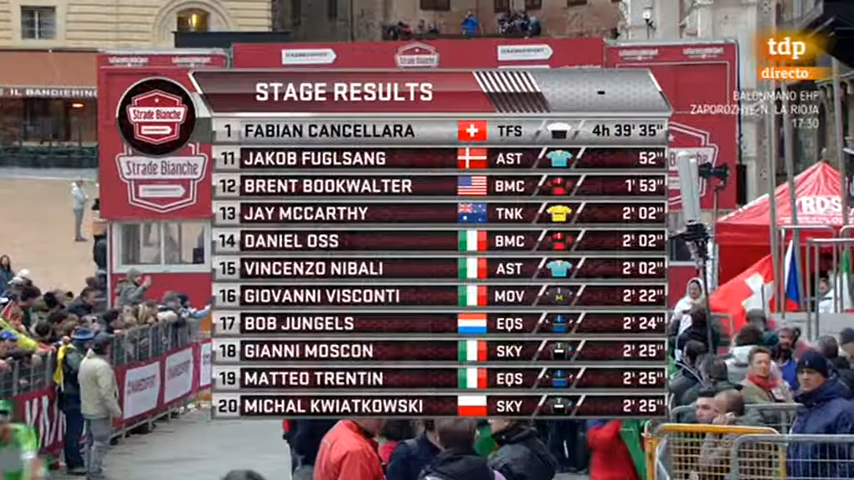 tdp
directo
BALONMANO EHF
ZAPOROZHYE-N. LA RIOJA
17:30
IL BANDIERINO
Strade Bianche
STAGE RESULTS
Strade Bianche
1 FABIAN CANCELLARA TFS 4h 39' 35"
11 JAKOB FUGLSANG AST 52"
12 BRENT BOOKWALTER BMC 1' 53"
13 JAY MCCARTHY TNK 2' 02"
14 DANIEL OSS BMC 2' 02"
15 VINCENZO NIBALI AST 2' 02"
16 GIOVANNI VISCONTI MOV 2' 22"
17 BOB JUNGELS EQS 2' 24"
18 GIANNI MOSCON SKY 2' 25"
19 MATTEO TRENTIN EQS 2' 25"
20 MICHAL KWIATKOWSKI SKY 2' 25"
RDS